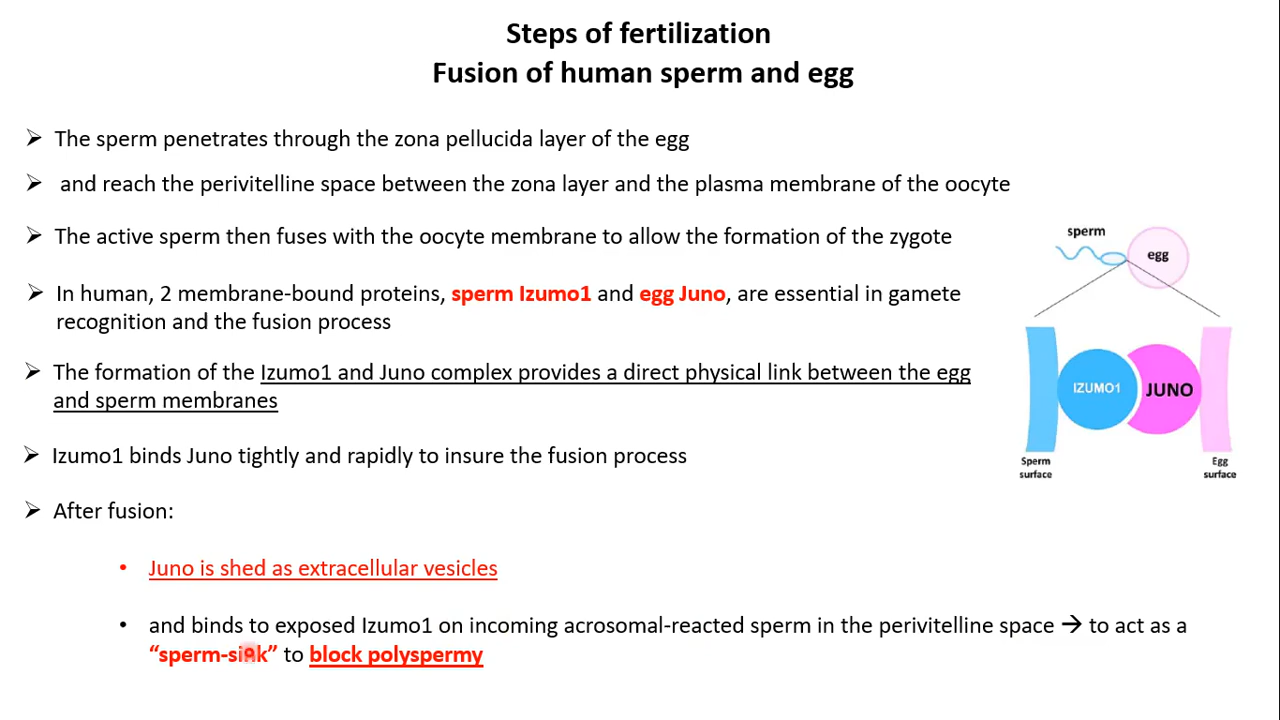 Steps of fertilization
Fusion of human sperm and egg
➢ The sperm penetrates through the zona pellucida layer of the egg
➢ and reach the perivitelline space between the zona layer and the plasma membrane of the oocyte
➢ The active sperm then fuses with the oocyte membrane to allow the formation of the zygote
➢ In human, 2 membrane-bound proteins, sperm Izumo1 and egg Juno, are essential in gamete
recognition and the fusion process
➢ The formation of the Izumo1 and Juno complex provides a direct physical link between the egg
and sperm membranes
➢ Izumo1 binds Juno tightly and rapidly to insure the fusion process
➢ After fusion:
• Juno is shed as extracellular vesicles
• and binds to exposed Izumo1 on incoming acrosomal-reacted sperm in the perivitelline space → to act as a
“sperm-sink” to block polyspermy
sperm
egg
IZUMO1
JUNO
Sperm
surface
Egg
surface